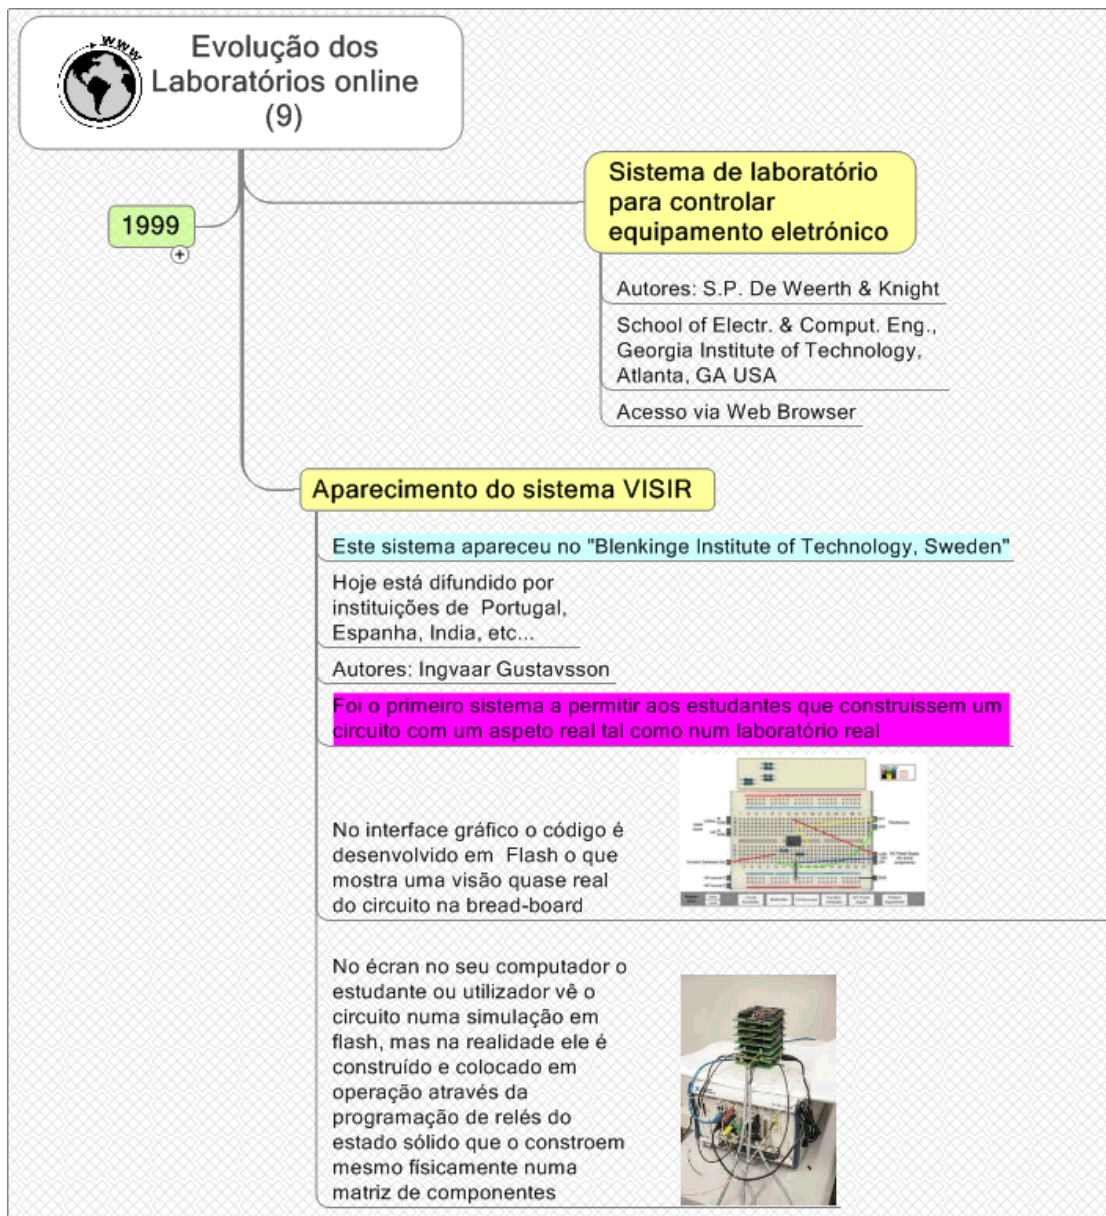 WWW
Evolução dos
Laboratórios online
(9)
1999
Sistema de laboratório
para controlar
equipamento eletrónico
Autores: S.P. De Weerth & Knight
School of Electr. & Comput. Eng.,
Georgia Institute of Technology,
Atlanta, GA USA
Acesso via Web Browser
Aparecimento do sistema VISIR
Este sistema apareceu no "Blenkinge Institute of Technology, Sweden"
Hoje está difundido por
instituições de Portugal,
Espanha, India, etc...
Autores: Ingvaar Gustavsson
Foi o primeiro sistema a permitir aos estudantes que construissem um
circuito com um aspeto real tal como num laboratório real
No interface gráfico o código é
desenvolvido em Flash o que
mostra uma visão quase real
do circuito na bread-board
No écran no seu computador o
estudante ou utilizador vê o
circuito numa simulação em
flash, mas na realidade ele é
construído e colocado em
operação através da
programação de relés do
estado sólido que o constroem
mesmo físicamente numa
matriz de componentes